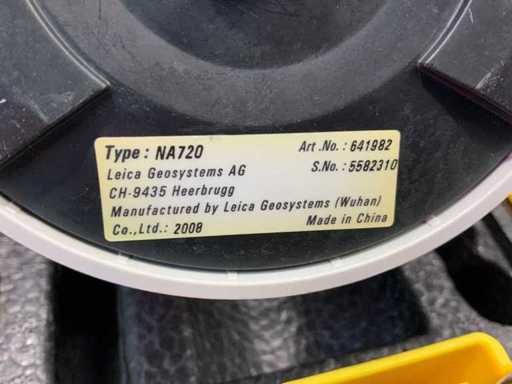 Type: NA720 Art.No.: 641982
Leica Geosystems AG S.No.: 5582310
CH-9435 Heerbrugg
Manufactured by Leica Geosystems (Wuhan)
Co.,Ltd.: 2008 Made in China